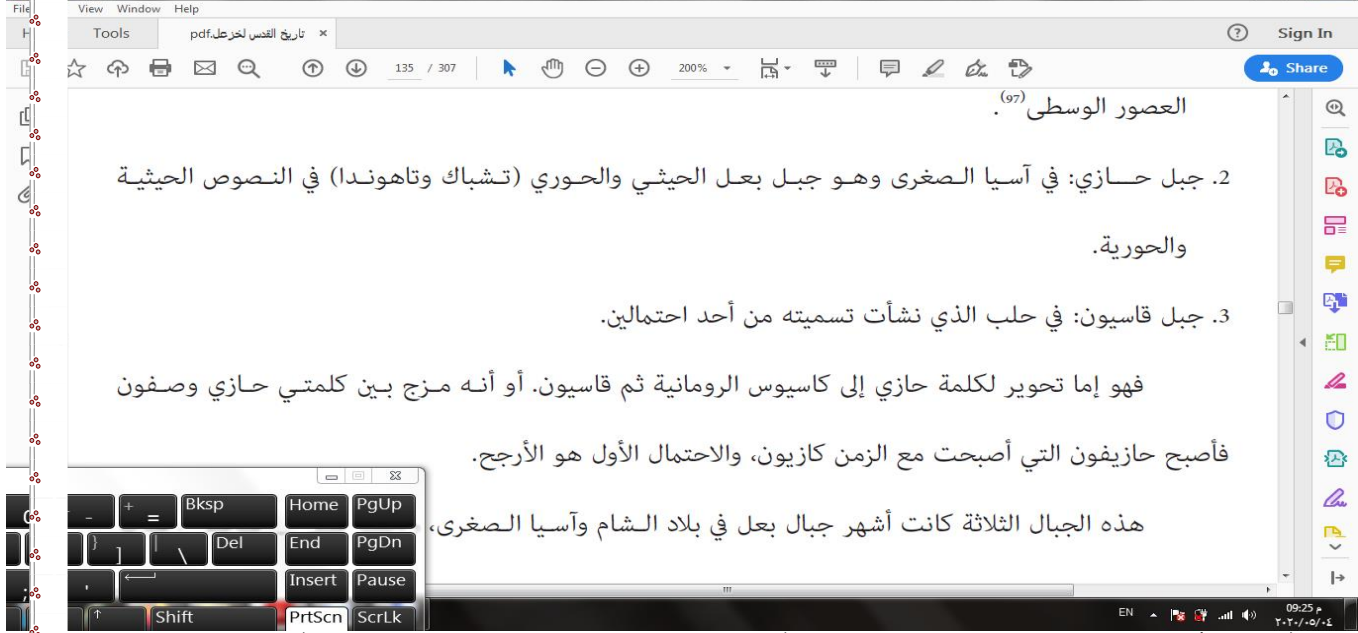 File View Window Help
H Tools تاريخ القدس لخزعل.pdf × Sign In
135 / 307 200% Share
العصور الوسطى(97).
2. جبل حـــازي: في آسـيا الـصغرى وهـو جبـل بعـل الحيثـي والحـوري (تـشباك وتاهونـدا) في النـصوص الحيثيـة
والحورية.
3. جبل قاسيون: في حلب الذي نشأت تسميته من أحد احتمالين.
فهو إما تحوير لكلمة حازي إلى كاسيوس الرومانية ثم قاسيون. أو أنـه مـزج بـين كلمتـي حـازي وصـفون
فأصبح حازيفون التي أصبحت مع الزمن كازيون، والاحتمال الأول هو الأرجح.
هذه الجبال الثلاثة كانت أشهر جبال بعل في بلاد الـشام وآسـيا الـصغرى،
_ - + = Bksp Home PgUp
} ] | \ Del End PgDn
; ' Insert Pause
↑ Shift PrtScn ScrLk
EN 09:25 م
٢٠٢٠/٠٥/٠٤